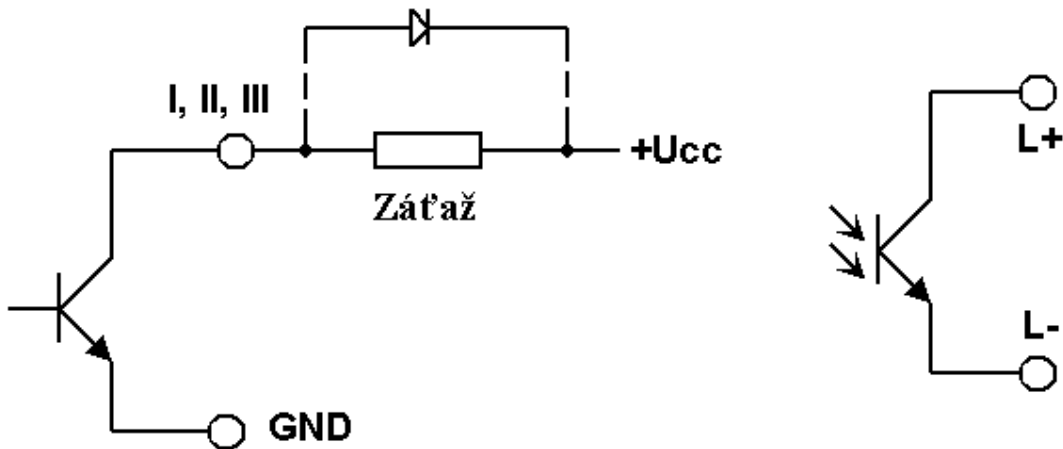 I, II, III
+Ucc
Záťaž
GND
L+
L-